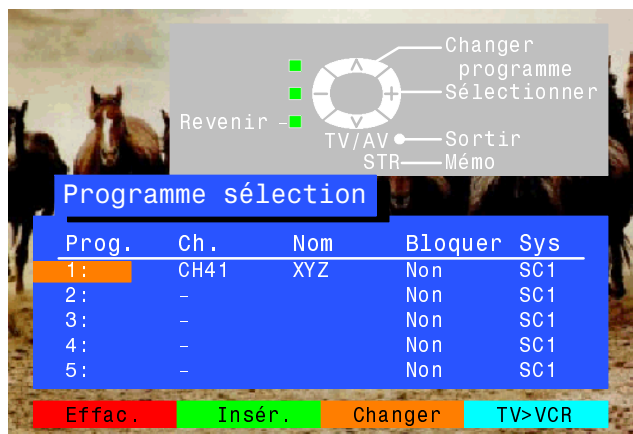 Changer
programme
Sélectionner
Revenir
TV/AV Sortir
STR Mémo
Programme sélection
Prog. Ch. Nom Bloquer Sys
1: CH41 XYZ Non SC1
2: – Non SC1
3: – Non SC1
4: – Non SC1
5: – Non SC1
Effac. Insér. Changer TV>VCR